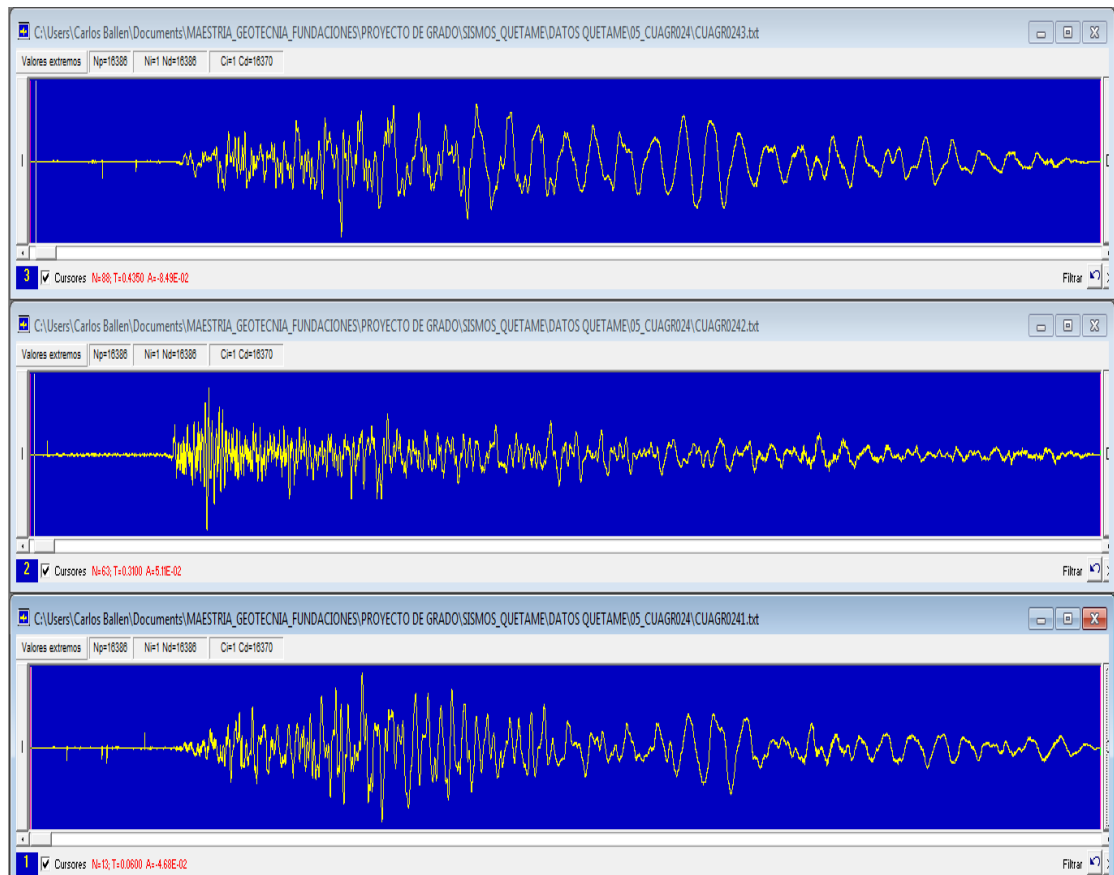 C:\Users\Carlos Ballen\Documents\MAESTRIA_GEOTECNIA_FUNDACIONES\PROYECTO DE GRADO\SISMOS_QUETAME\DATOS QUETAME\05_CUAGR024\CUAGR0243.txt
Valores extremos Np=16386 Ni=1 Nd=16386 Ci=1 Cd=16370
3 Cursores N=88; T=0.4350 A=-8.49E-02 Filtrar
C:\Users\Carlos Ballen\Documents\MAESTRIA_GEOTECNIA_FUNDACIONES\PROYECTO DE GRADO\SISMOS_QUETAME\DATOS QUETAME\05_CUAGR024\CUAGR0242.txt
Valores extremos Np=16386 Ni=1 Nd=16386 Ci=1 Cd=16370
2 Cursores N=63; T=0.3100 A=5.11E-02 Filtrar
C:\Users\Carlos Ballen\Documents\MAESTRIA_GEOTECNIA_FUNDACIONES\PROYECTO DE GRADO\SISMOS_QUETAME\DATOS QUETAME\05_CUAGR024\CUAGR0241.txt
Valores extremos Np=16386 Ni=1 Nd=16386 Ci=1 Cd=16370
1 Cursores N=13; T=0.0600 A=-4.68E-02 Filtrar